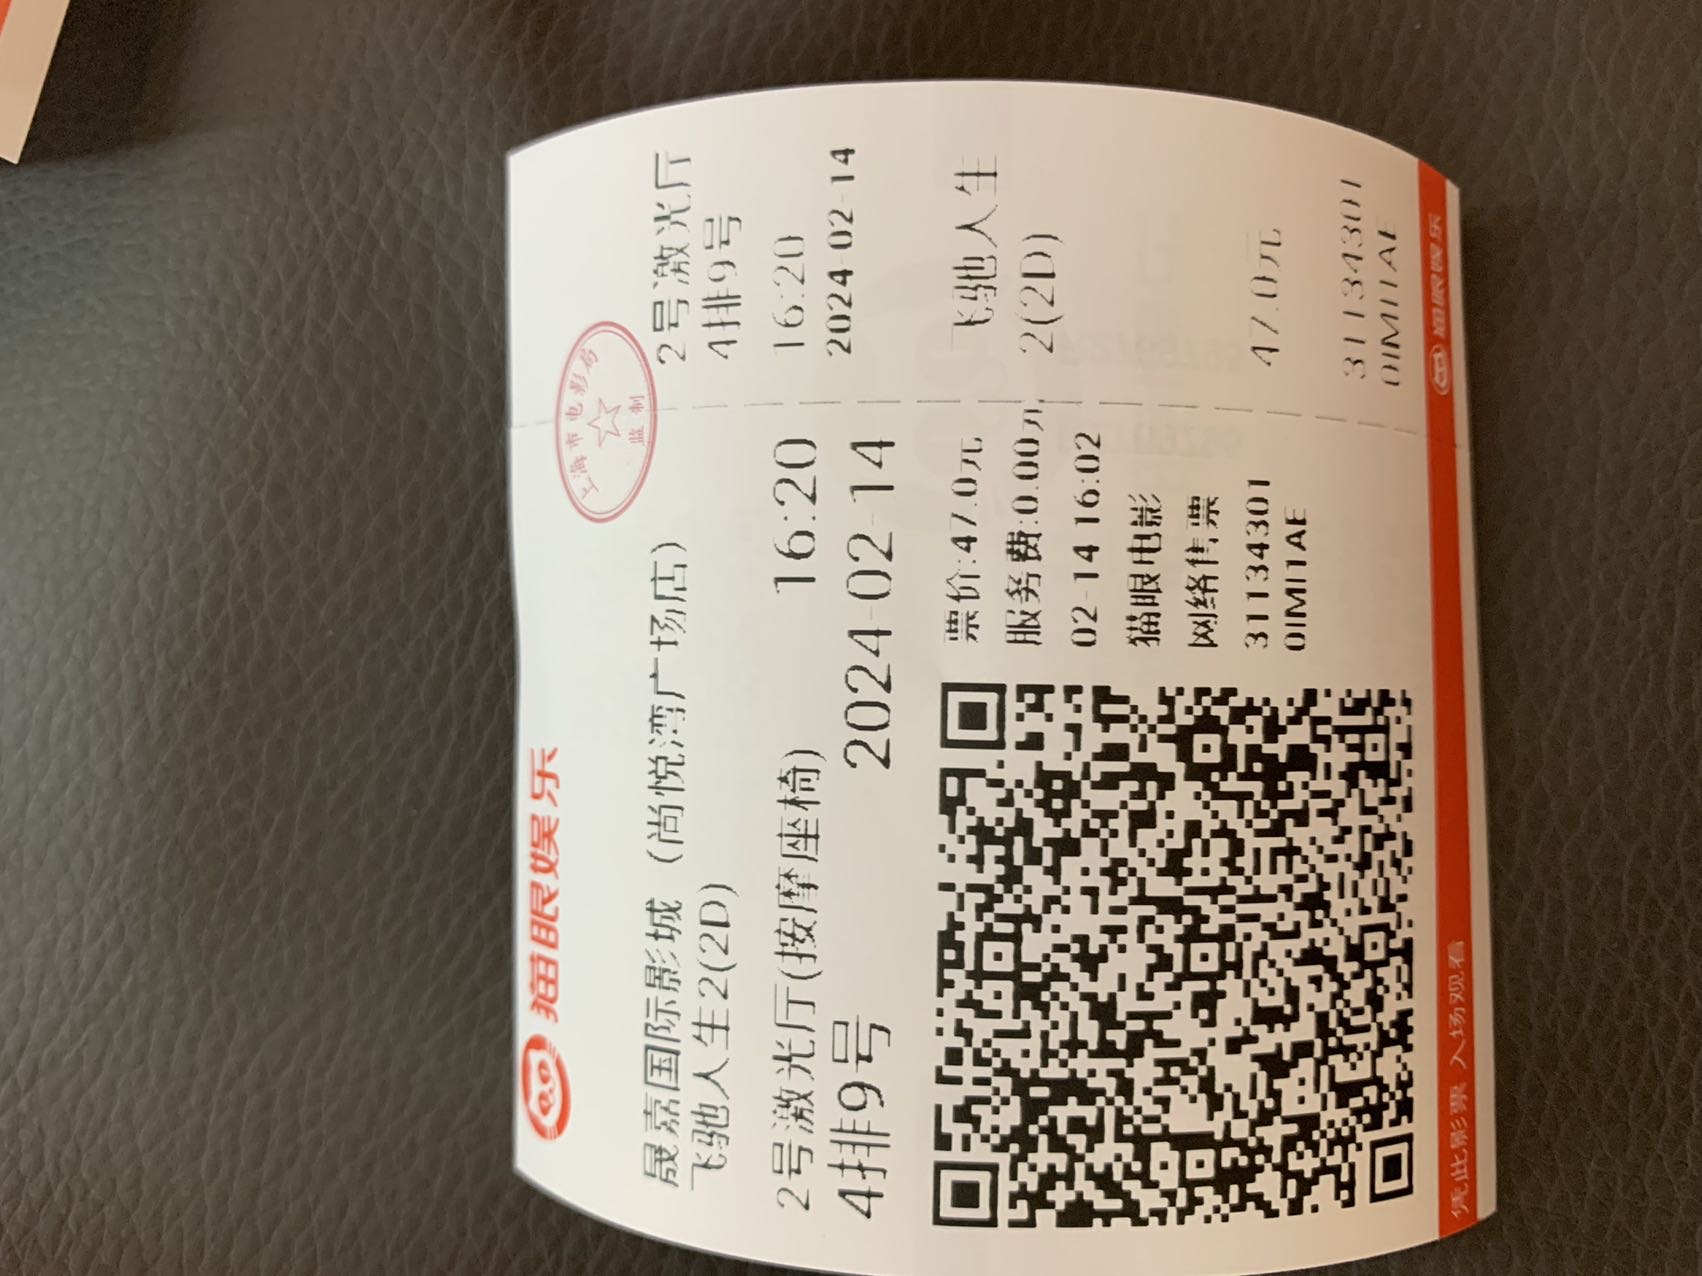 猫眼娱乐
上海市电影局
监制
晟嘉国际影城（尚悦湾广场店）
飞驰人生2(2D)
2号激光厅(按摩座椅) 16:20
4排9号 2024-02-14
票价:47.0元
服务费:0.00元
02-14 16:02
猫眼电影
网络售票
31134301
0IMI1AE
2号激光厅
4排9号
16:20
2024-02-14
飞驰人生
2(2D)
47.0元
31134301
0IMI1AE
凭此影票 入场观看
猫眼娱乐